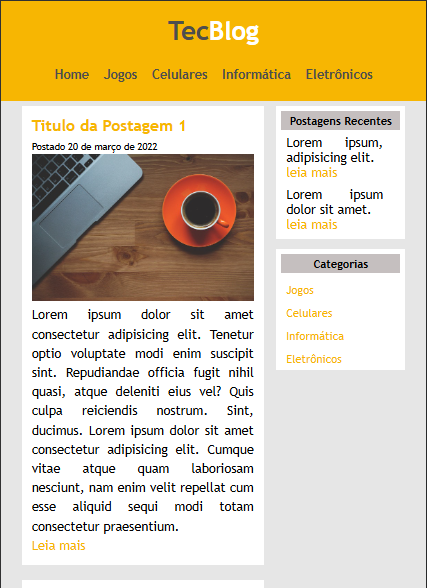 TecBlog
Home Jogos Celulares Informática Eletrônicos
Título da Postagem 1
Postado 20 de março de 2022
Lorem ipsum dolor sit amet
consectetur adipisicing elit. Tenetur
optio voluptate modi enim suscipit
sint. Repudiandae officia fugit nihil
quasi, atque deleniti eius vel? Quis
culpa reiciendis nostrum. Sint,
ducimus. Lorem ipsum dolor sit amet
consectetur adipisicing elit. Cumque
vitae atque quam laboriosam
nesciunt, nam enim velit repellat cum
esse aliquid sequi modi totam
consectetur praesentium.
Leia mais
Postagens Recentes
Lorem ipsum,
adipisicing elit.
leia mais
Lorem ipsum
dolor sit amet.
leia mais
Categorias
Jogos
Celulares
Informática
Eletrônicos